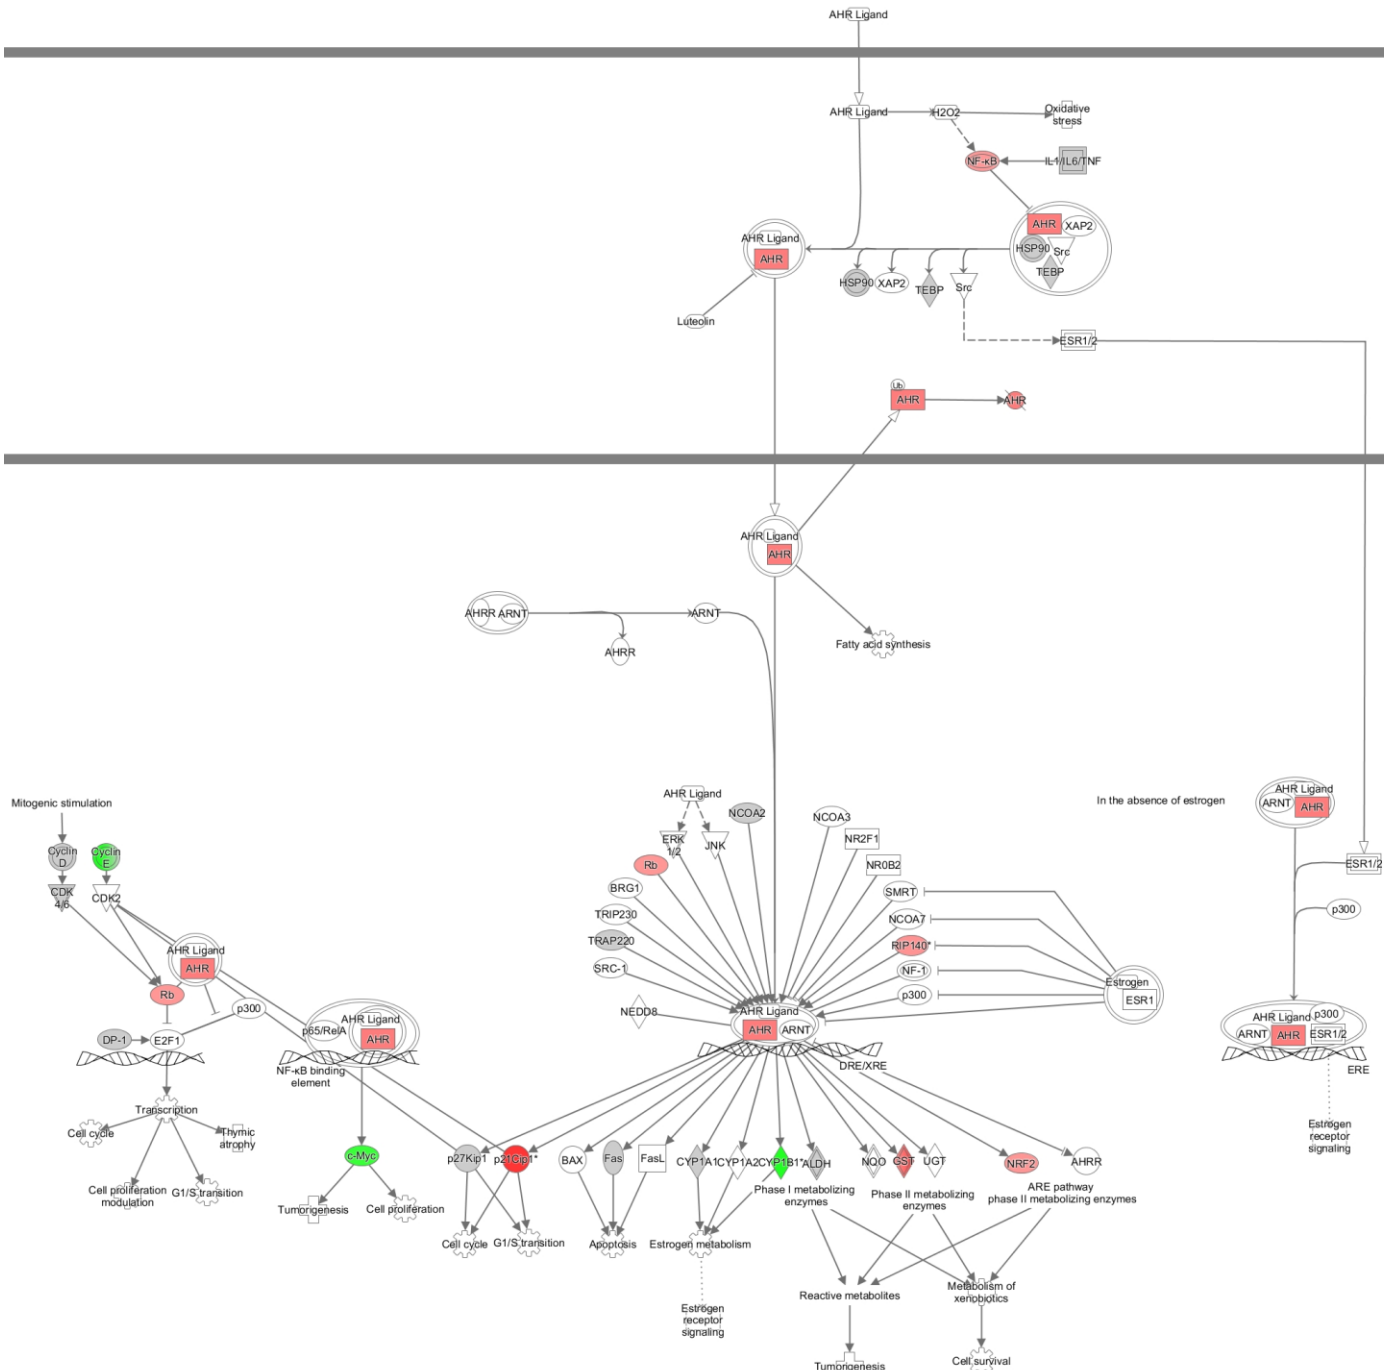 AHR Ligand
AHR Ligand
H2O2
Oxidative
stress
NF-κB
IL1/IL6/TNF
AHR
XAP2
HSP90
Src
TEBP
AHR Ligand
AHR
HSP90
XAP2
TEBP
Src
Luteolin
ESR1/2
Ub
AHR
AHR
AHR Ligand
AHR
AHRR
ARNT
ARNT
AHRR
Fatty acid synthesis
Mitogenic stimulation
Cyclin
D
Cyclin
E
CDK
4/6
CDK2
AHR Ligand
AHR
Rb
p300
DP-1
E2F1
Transcription
Cell cycle
Thymic
atrophy
Cell proliferation
modulation
G1/S transition
p65/RelA
AHR Ligand
AHR
NF-κB binding
element
c-Myc
Tumorigenesis
Cell proliferation
AHR Ligand
ERK
1/2
JNK
NCOA2
NCOA3
NR2F1
NR0B2
Rb
BRG1
TRIP230
TRAP220
SRC-1
NEDD8
SMRT
NCOA7
RIP140*
NF-1
p300
Estrogen
ESR1
AHR Ligand
AHR
ARNT
DRE/XRE
In the absence of estrogen
AHR Ligand
ARNT
AHR
ESR1/2
p300
AHR Ligand
p300
ARNT
AHR
ESR1/2
ERE
Estrogen
receptor
signaling
p27Kip1
p21Cip1*
BAX
Fas
FasL
CYP1A1
CYP1A2
CYP1B1*
ALDH
NQO
GST
UGT
NRF2
AHRR
Phase I metabolizing
enzymes
Phase II metabolizing
enzymes
ARE pathway
phase II metabolizing enzymes
Cell cycle
G1/S transition
Apoptosis
Estrogen metabolism
Estrogen
receptor
signaling
Reactive metabolites
Metabolism of
xenobiotics
Tumorigenesis
Cell survival